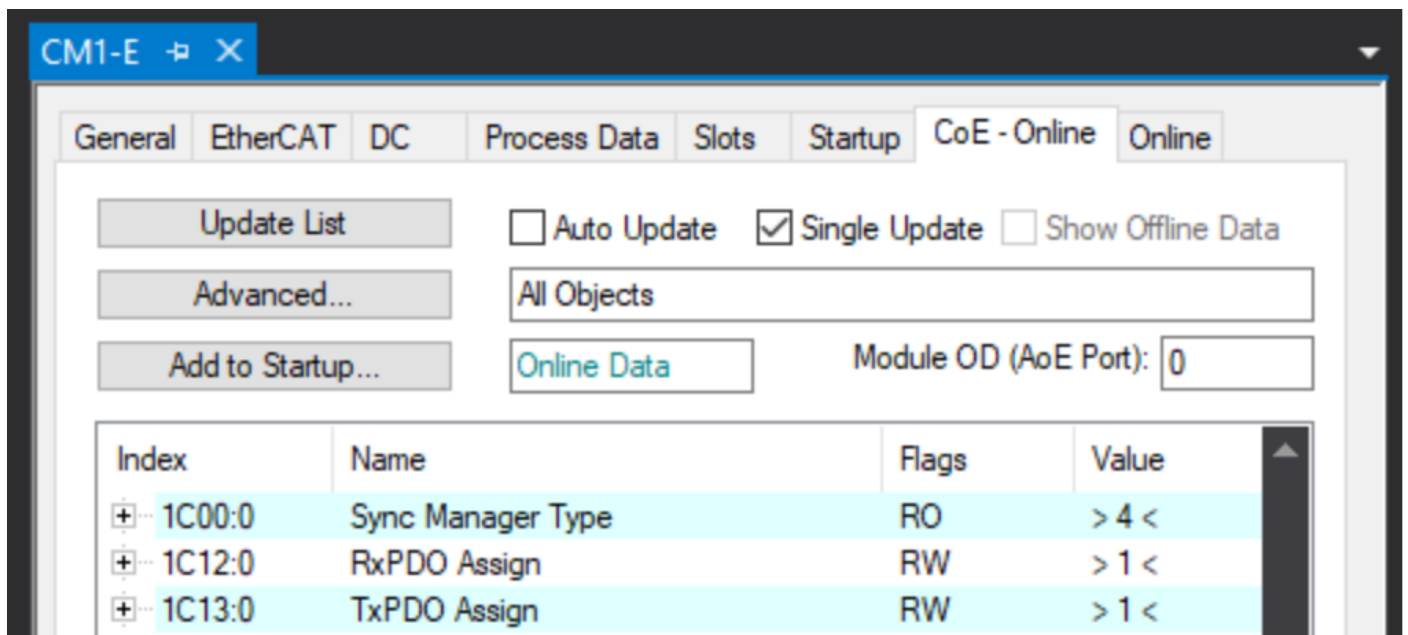 CM1-E
General EtherCAT DC Process Data Slots Startup CoE - Online Online
Update List Auto Update Single Update Show Offline Data
Advanced... All Objects
Add to Startup... Online Data Module OD (AoE Port): 0
Index Name Flags Value
1C00:0 Sync Manager Type RO > 4 <
1C12:0 RxPDO Assign RW > 1 <
1C13:0 TxPDO Assign RW > 1 <